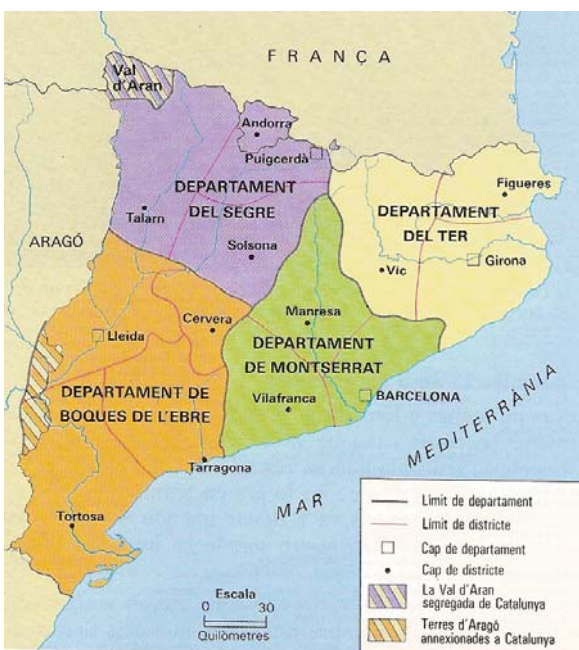 FRANÇA
Val
d'Aran
Andorra
Puigcerdà
DEPARTAMENT
DEL SEGRE
Talarn
Solsona
Figueres
DEPARTAMENT
DEL TER
Girona
Vic
ARAGÓ
Lleida
Cervera
Manresa
DEPARTAMENT
DE MONTSERRAT
Vilafranca
BARCELONA
DEPARTAMENT DE
BOQUES DE L'EBRE
Tarragona
Tortosa
MAR MEDITERRÀNIA
Escala
0 30
Quilòmetres
Límit de departament
Límit de districte
Cap de departament
Cap de districte
La Val d'Aran
segregada de Catalunya
Terres d'Aragó
annexionades a Catalunya